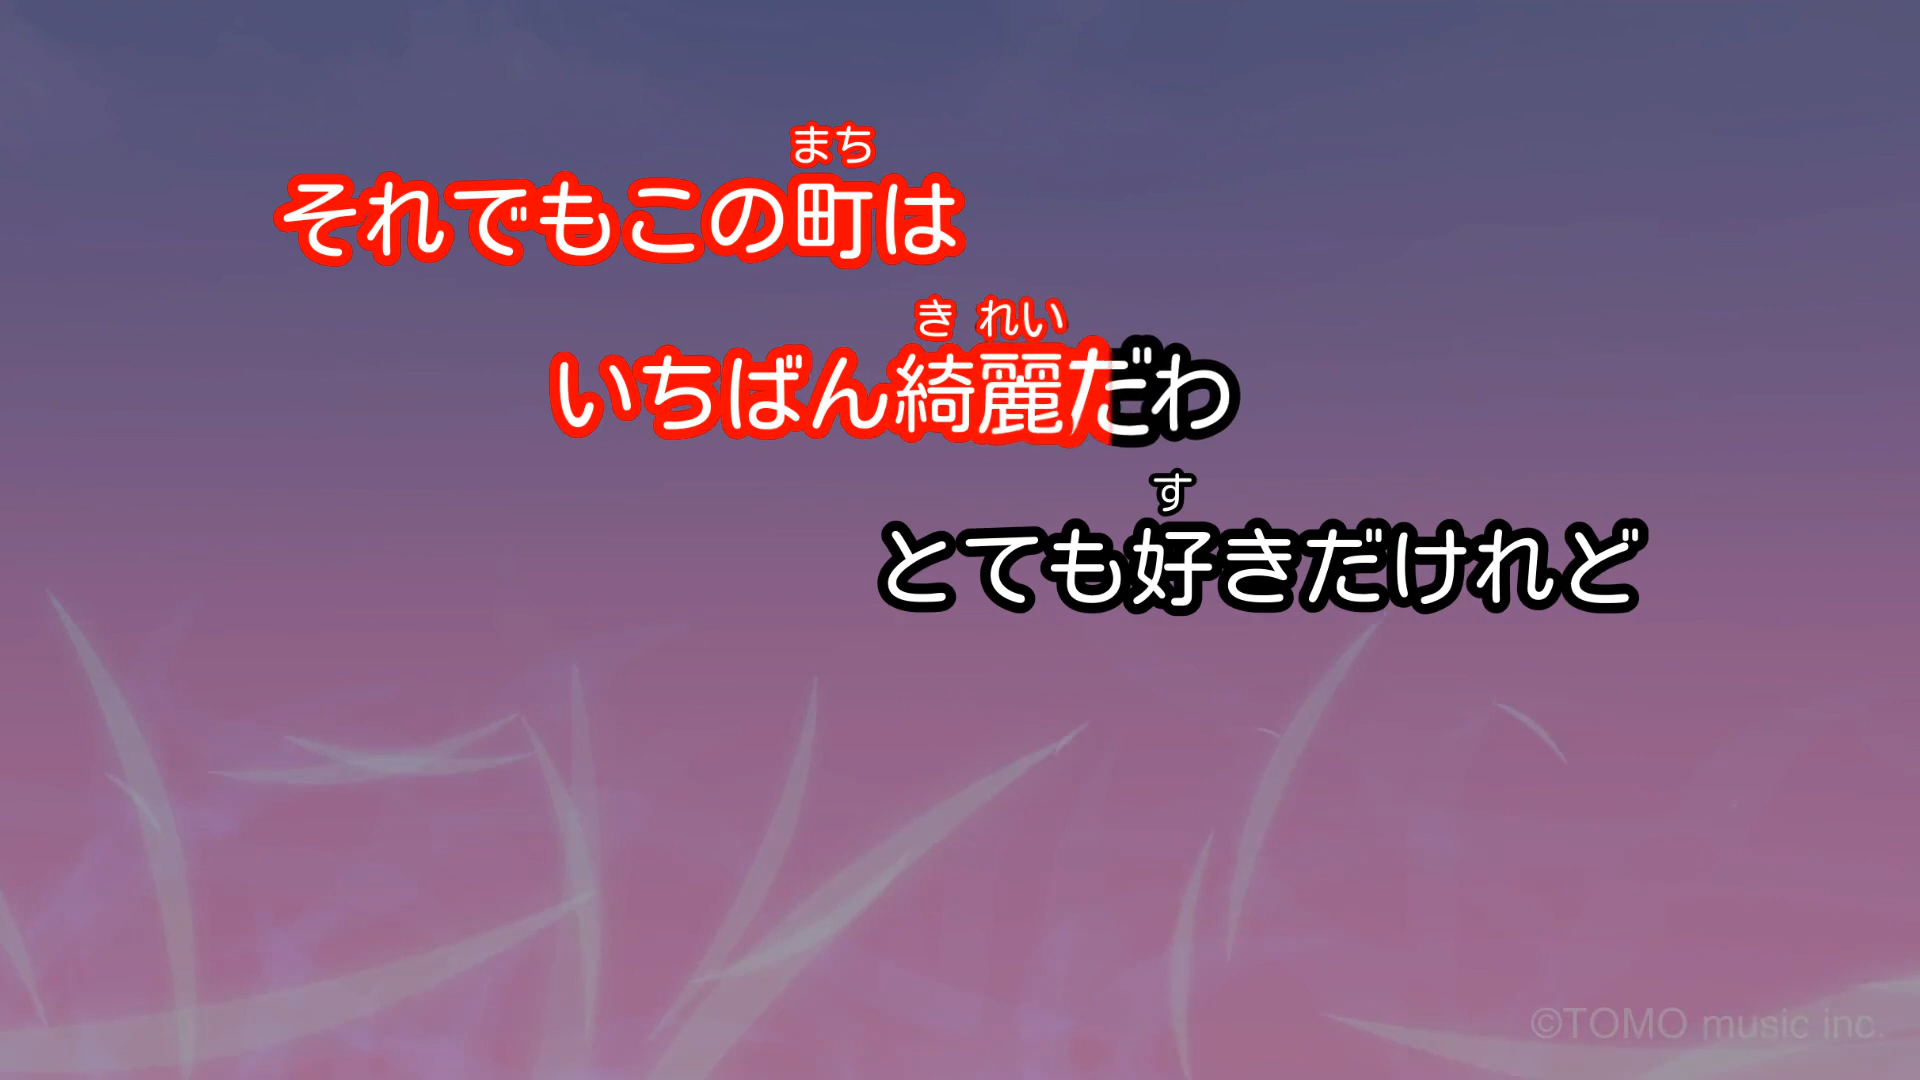 まち
それでもこの町は
き れい
いちばん綺麗だわ
す
とても好きだけれど
©TOMO music inc.